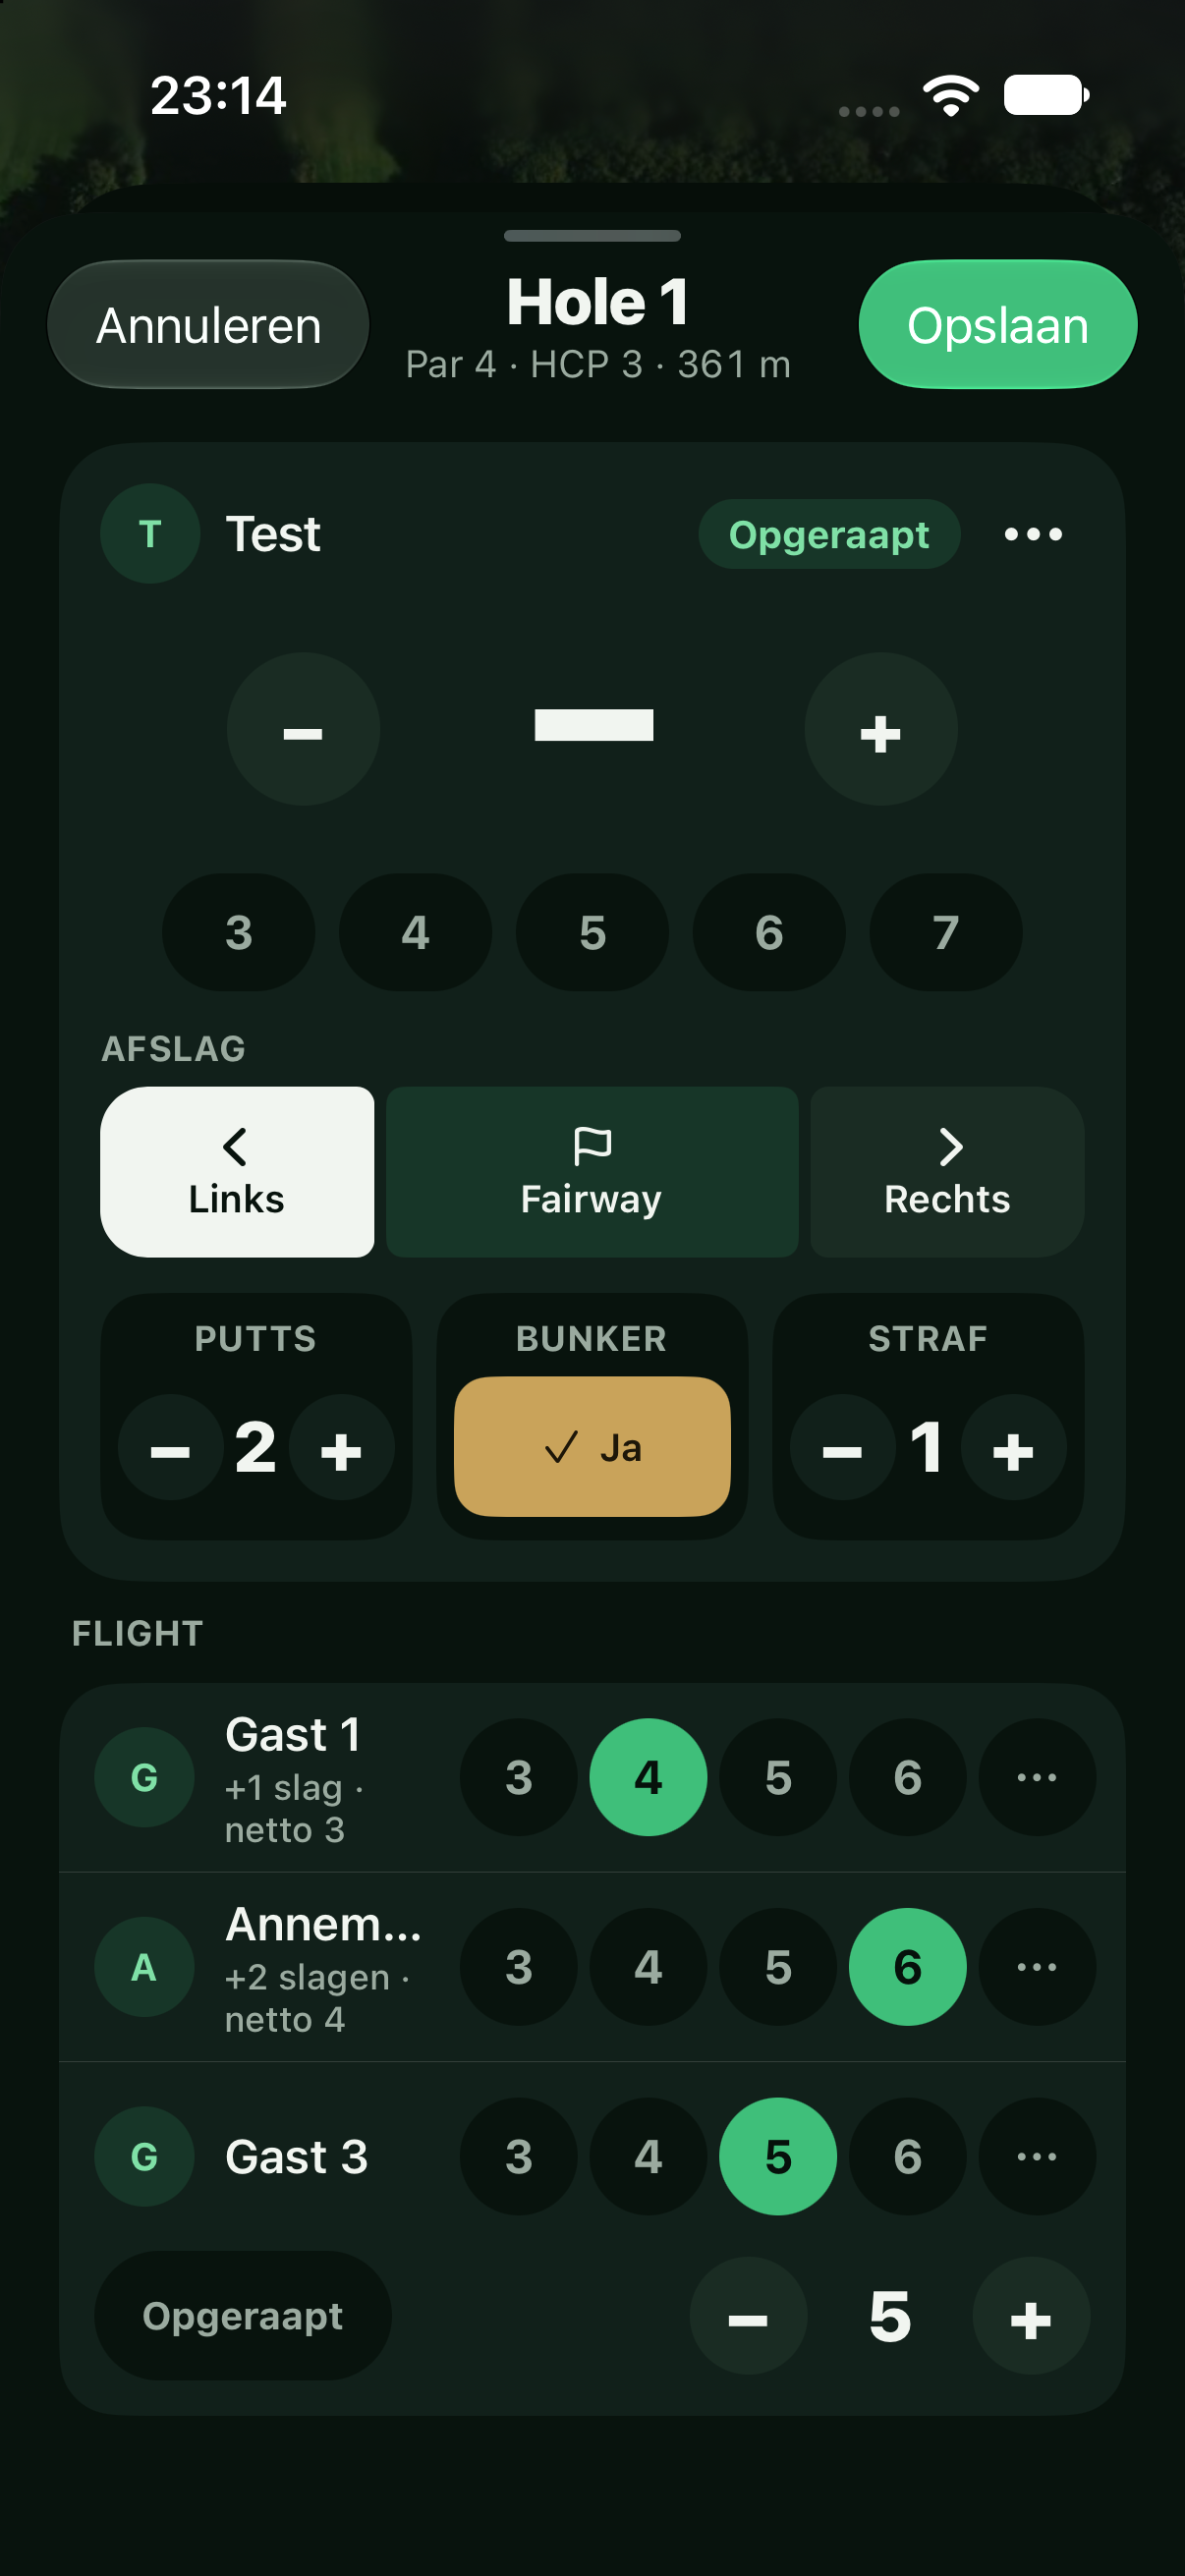 23:14
Annuleren
Hole 1
Opslaan
Par 4 · HCP 3 · 361 m
T
Test
Opgeraapt
•••
–
—
+
3 4 5 6 7
AFSLAG
Links
Fairway
Rechts
PUTTS
BUNKER
STRAF
– 2 +
✓ Ja
– 1 +
FLIGHT
G
Gast 1
+1 slag ·
netto 3
3 4 5 6 ···
A
Annem...
+2 slagen ·
netto 4
3 4 5 6 ···
G
Gast 3
3 4 5 6 ···
Opgeraapt
– 5 +